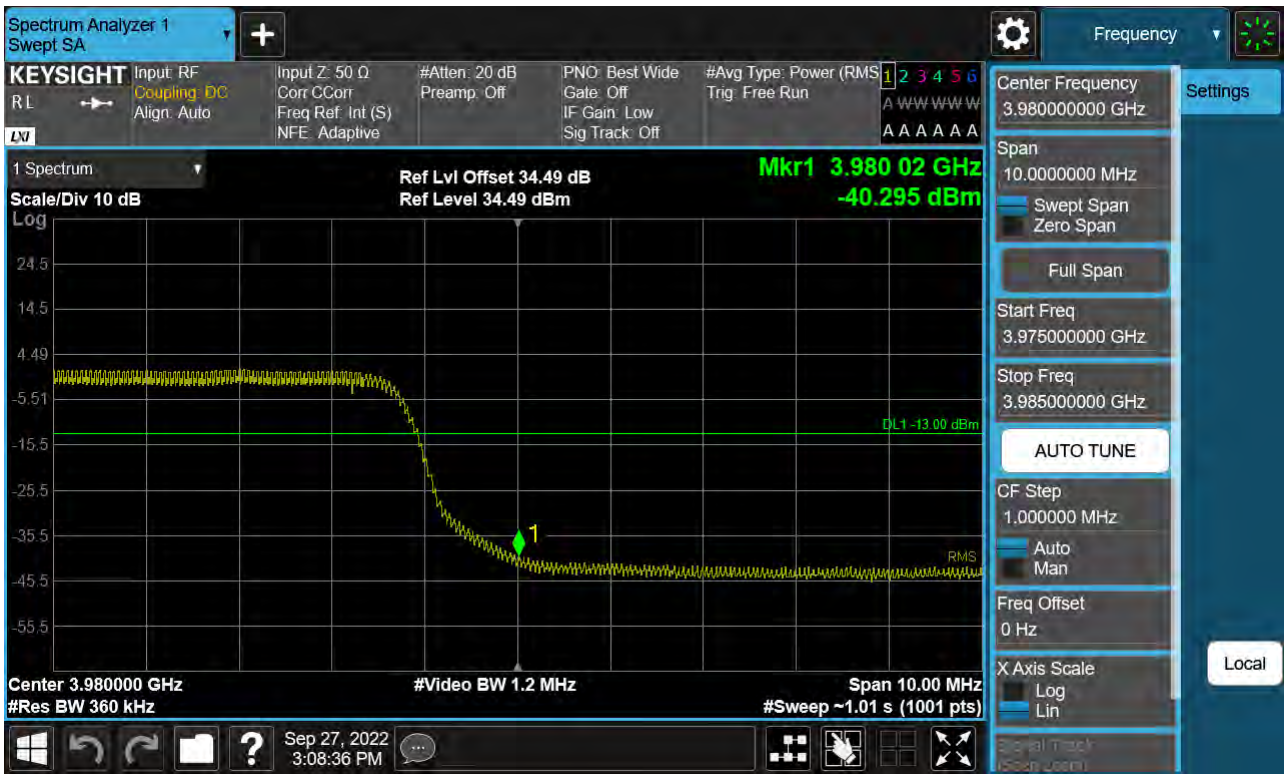 Spectrum Analyzer 1
Swept SA
+
Frequency
KEYSIGHT
R L
LXI
Input: RF
Coupling: DC
Align: Auto
Input Z: 50 Ω
Corr CCorr
Freq Ref: Int (S)
NFE: Adaptive
#Atten: 20 dB
Preamp: Off
PNO: Best Wide
Gate: Off
IF Gain: Low
Sig Track: Off
#Avg Type: Power (RMS
Trig: Free Run
1 2 3 4 5 6
A W W W W W
A A A A A A
1 Spectrum
Scale/Div 10 dB
Log
Ref Lvl Offset 34.49 dB
Ref Level 34.49 dBm
Mkr1 3.980 02 GHz
-40.295 dBm
24.5
14.5
4.49
-5.51
-15.5
-25.5
-35.5
-45.5
-55.5
DL1 -13.00 dBm
1
RMS
Center 3.980000 GHz
#Res BW 360 kHz
#Video BW 1.2 MHz
Span 10.00 MHz
#Sweep ~1.01 s (1001 pts)
Center Frequency
3.980000000 GHz
Span
10.0000000 MHz
Swept Span
Zero Span
Full Span
Start Freq
3.975000000 GHz
Stop Freq
3.985000000 GHz
AUTO TUNE
CF Step
1.000000 MHz
Auto
Man
Freq Offset
0 Hz
X Axis Scale
Log
Lin
Signal Track
(Span Zoom)
Settings
Local
?
Sep 27, 2022
3:08:36 PM